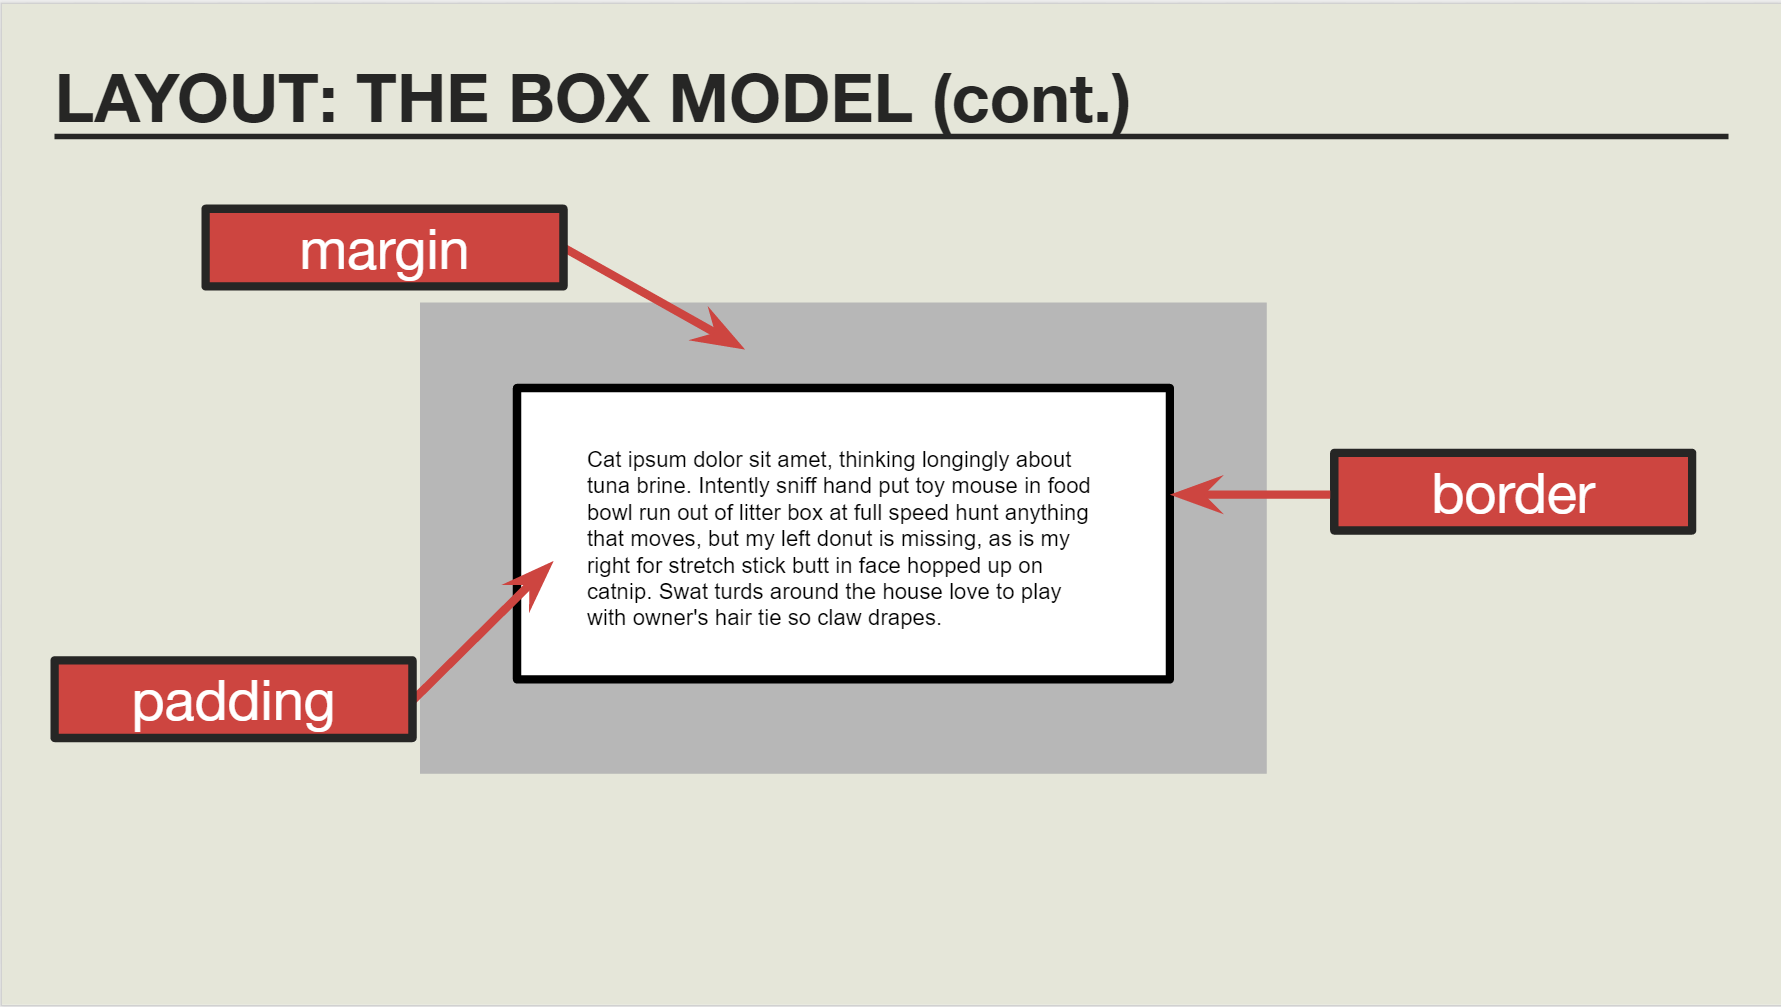 LAYOUT: THE BOX MODEL (cont.)
margin
Cat ipsum dolor sit amet, thinking longingly about
tuna brine. Intently sniff hand put toy mouse in food
bowl run out of litter box at full speed hunt anything
that moves, but my left donut is missing, as is my
right for stretch stick butt in face hopped up on
catnip. Swat turds around the house love to play
with owner's hair tie so claw drapes.
border
padding